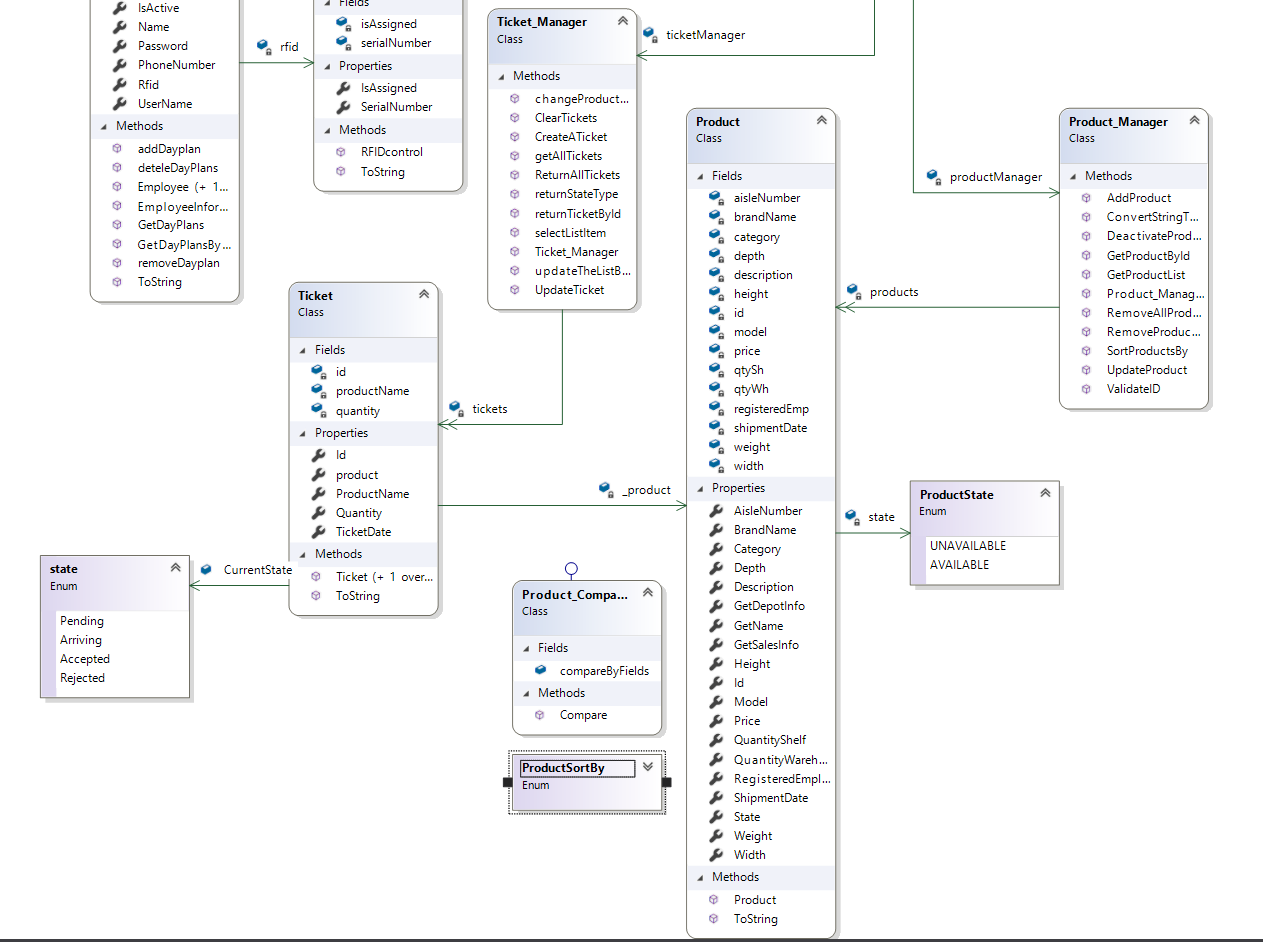 IsActive
Name
Password
PhoneNumber
Rfid
UserName
Methods
addDayplan
deteleDayPlans
Employee (+ 1...
EmployeeInfor...
GetDayPlans
GetDayPlansBy...
removeDayplan
ToString
rfid
Fields
isAssigned
serialNumber
Properties
IsAssigned
SerialNumber
Methods
RFIDcontrol
ToString
Ticket_Manager
Class
Methods
changeProduct...
ClearTickets
CreateATicket
getAllTickets
ReturnAllTickets
returnStateType
returnTicketById
selectListItem
Ticket_Manager
updateTheListB...
UpdateTicket
ticketManager
Product
Class
Fields
aisleNumber
brandName
category
depth
description
height
id
model
price
qtySh
qtyWh
registeredEmp
shipmentDate
weight
width
Properties
AisleNumber
BrandName
Category
Depth
Description
GetDepotInfo
GetName
GetSalesInfo
Height
Id
Model
Price
QuantityShelf
QuantityWareh...
RegisteredEmpl...
ShipmentDate
State
Weight
Width
Methods
Product
ToString
productManager
Product_Manager
Class
Methods
AddProduct
ConvertStringT...
DeactivateProd...
GetProductById
GetProductList
Product_Manag...
RemoveAllProd...
RemoveProduc...
SortProductsBy
UpdateProduct
ValidateID
products
Ticket
Class
Fields
id
productName
quantity
Properties
Id
product
ProductName
Quantity
TicketDate
Methods
Ticket (+ 1 over...
ToString
tickets
_product
state
ProductState
Enum
UNAVAILABLE
AVAILABLE
CurrentState
state
Enum
Pending
Arriving
Accepted
Rejected
Product_Compa...
Class
Fields
compareByFields
Methods
Compare
ProductSortBy
Enum